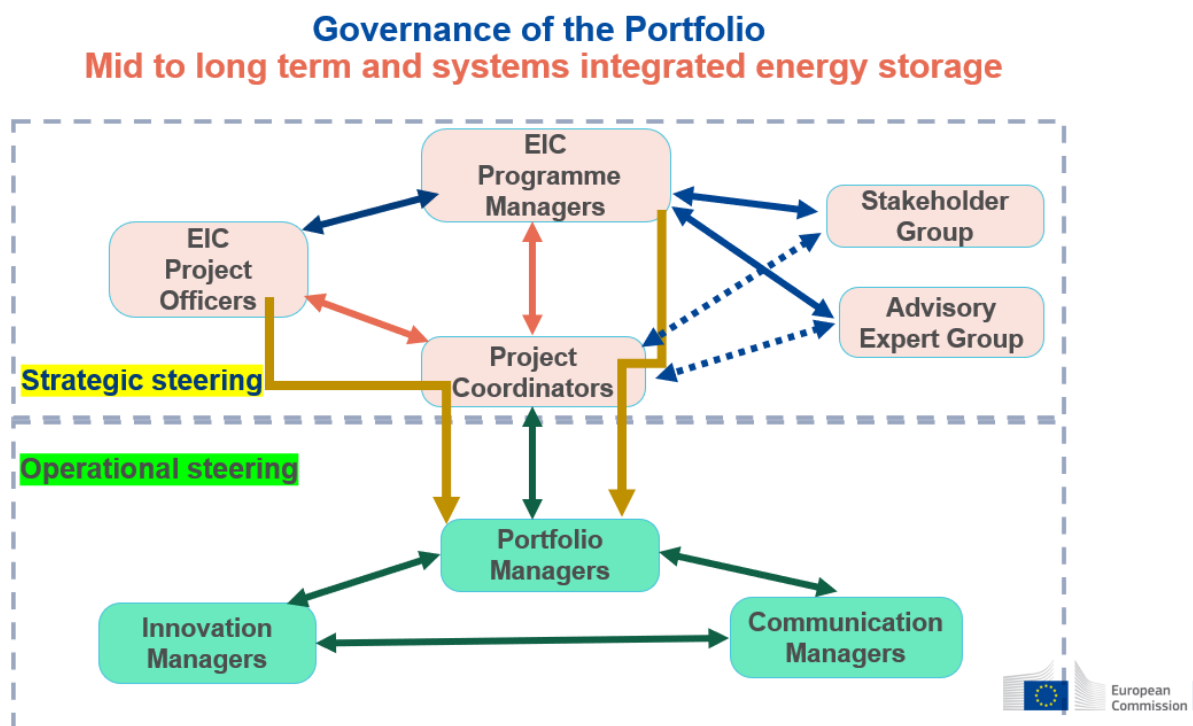 Governance of the Portfolio
Mid to long term and systems integrated energy storage
EIC
Programme
Managers
Stakeholder
Group
EIC
Project
Officers
Advisory
Expert Group
Project
Coordinators
Strategic steering
Operational steering
Portfolio
Managers
Innovation
Managers
Communication
Managers
European
Commission